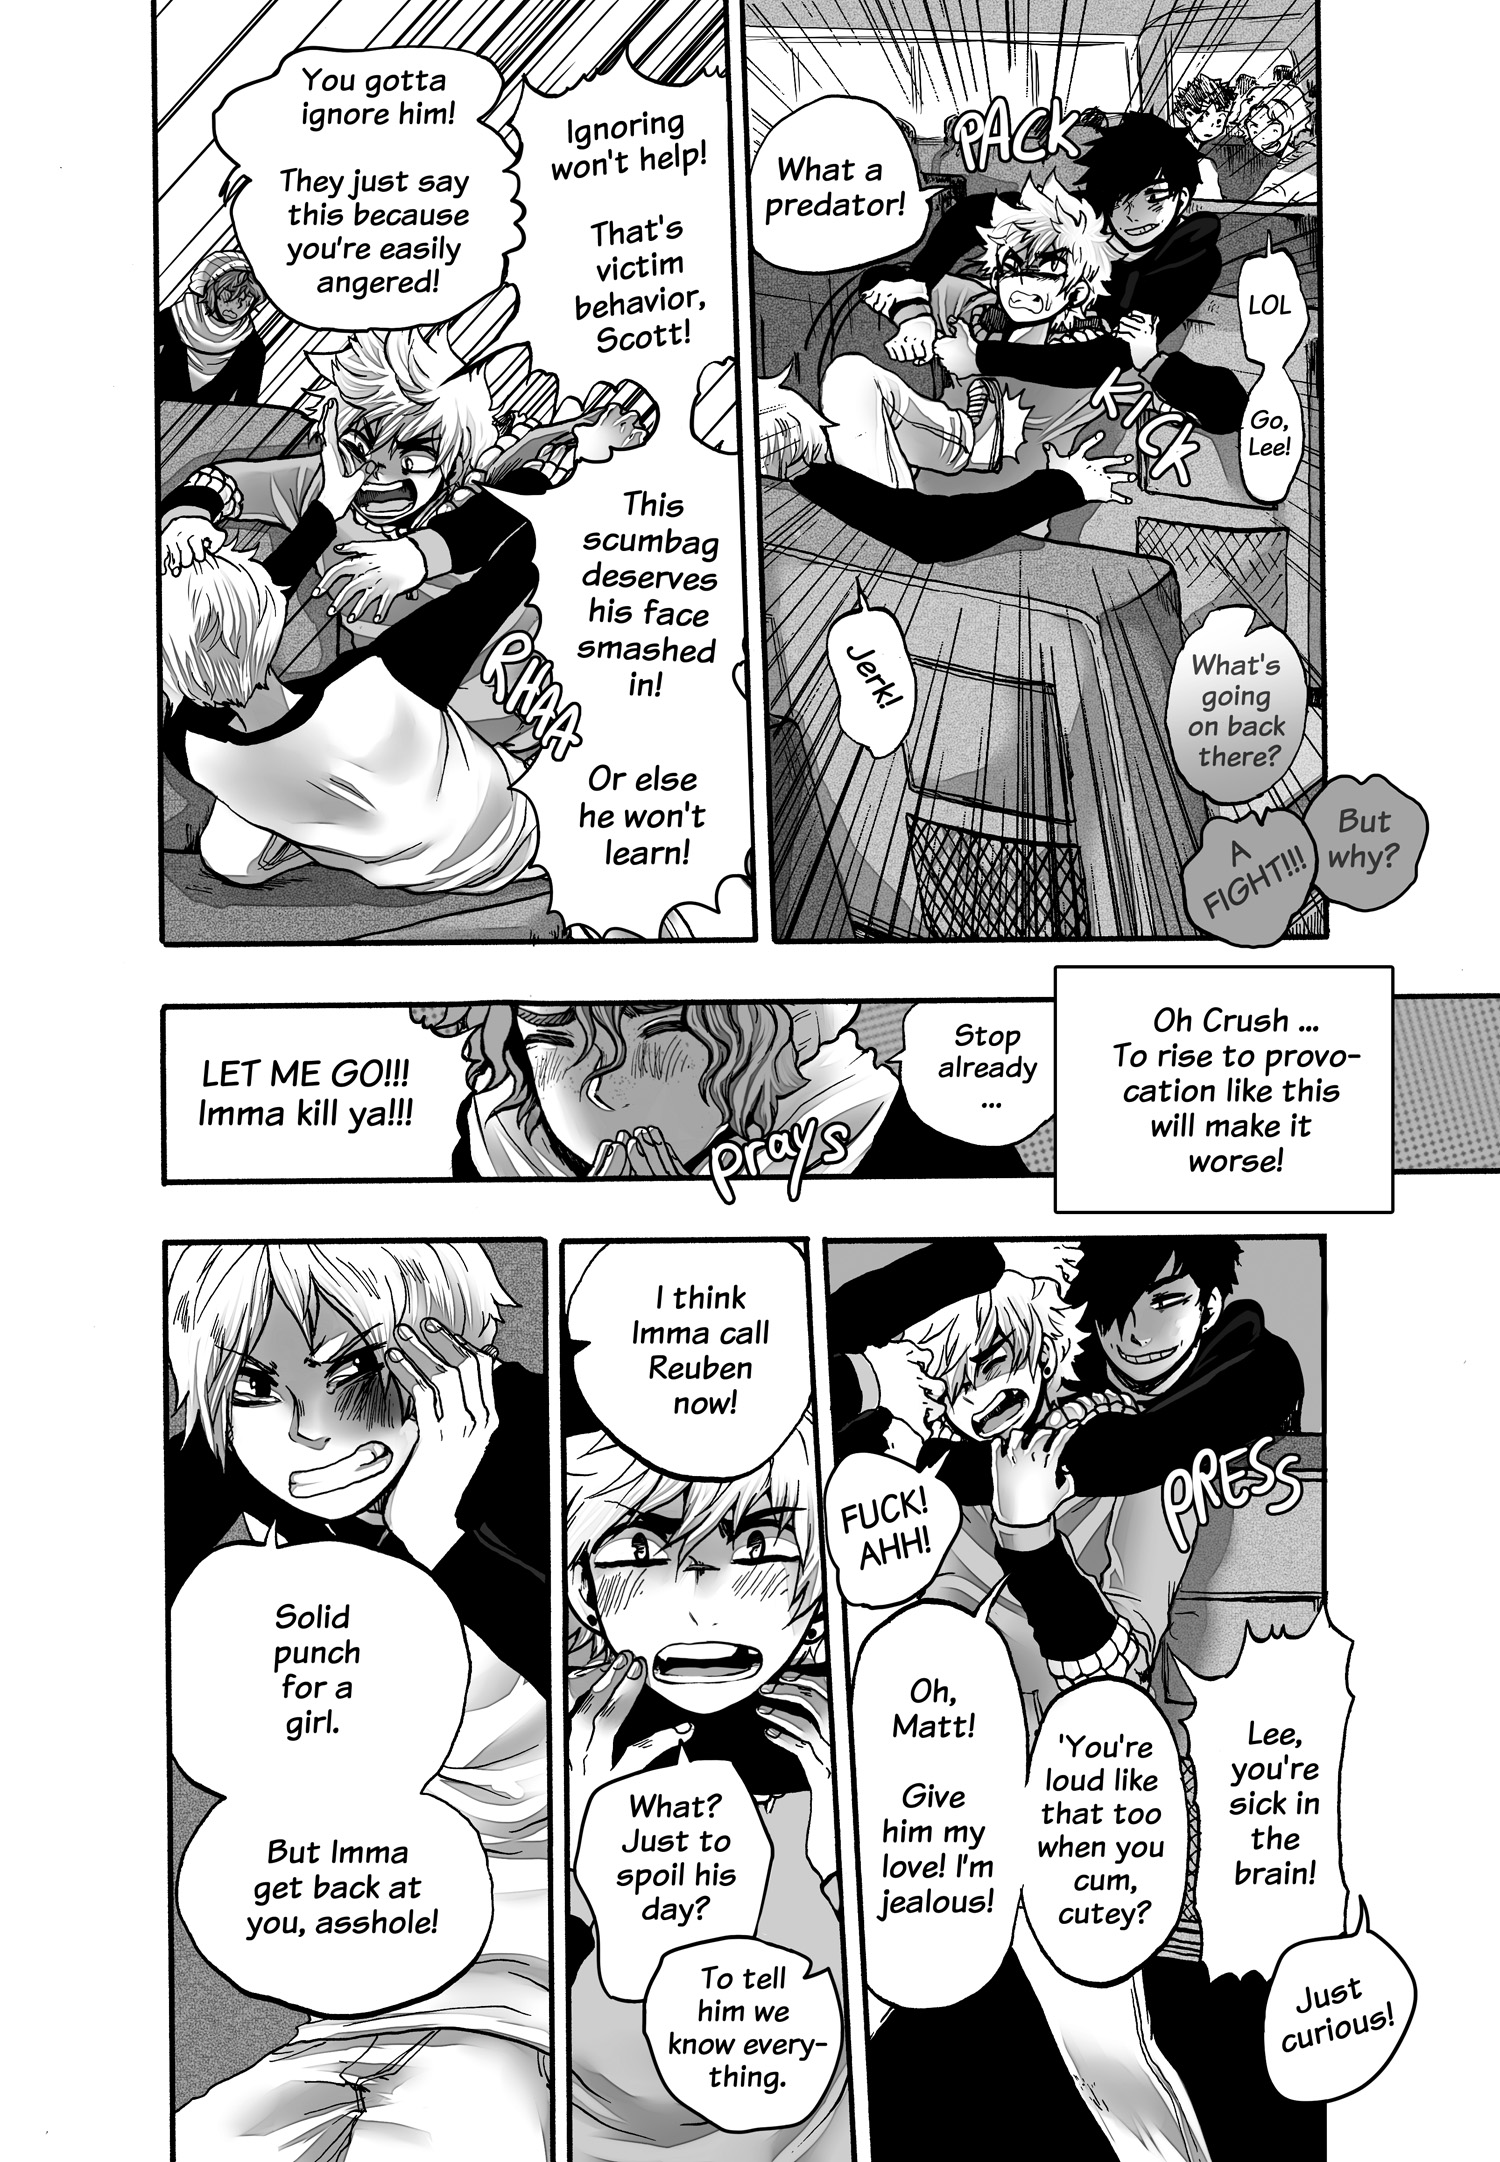 You gotta
ignore him!
They just say
this because
you're easily
angered!
Ignoring
won't help!
That's
victim
behavior,
Scott!
This
scumbag
deserves
his face
smashed
in!
Or else
he won't
learn!
RHAA
What a
predator!
PACK
LOL
Go,
Lee!
KICK
Jerk!
What's
going
on back
there?
A
FIGHT!!!
But
why?
LET ME GO!!!
Imma kill ya!!!
prays
Stop
already
...
Oh Crush ...
To rise to provo-
cation like this
will make it
worse!
Solid
punch
for a
girl.
But Imma
get back at
you, asshole!
I think
Imma call
Reuben
now!
What?
Just to
spoil his
day?
To tell
him we
know every-
thing.
FUCK!
AHH!
PRESS
Oh,
Matt!
Give
him my
love! I'm
jealous!
'You're
loud like
that too
when you
cum,
cutey?
Lee,
you're
sick in
the
brain!
Just
curious!